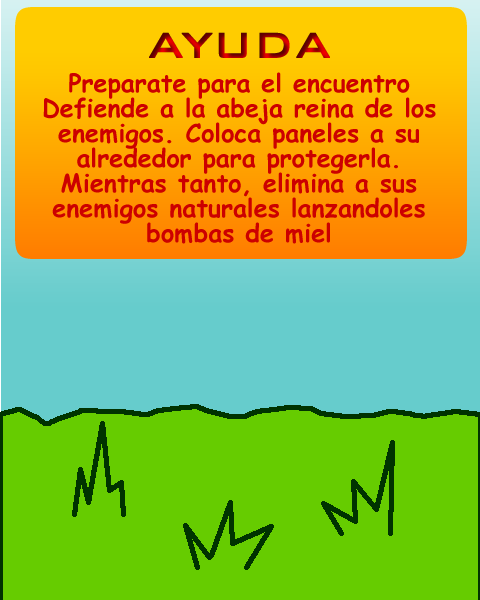 AYUDA
Preparate para el encuentro
Defiende a la abeja reina de los
enemigos. Coloca paneles a su
alrededor para protegerla.
Mientras tanto, elimina a sus
enemigos naturales lanzandoles
bombas de miel